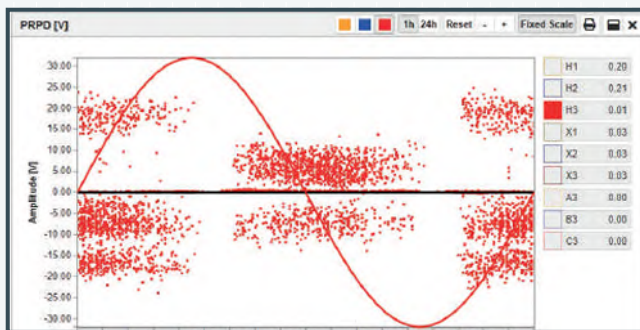 PRPD [V] 1h 24h Reset - + Fixed Scale
30.00
25.00
20.00
15.00
10.00
5.00
0.00
-5.00
-10.00
-15.00
-20.00
-25.00
-30.00
Amplitude [V]
H1 0.20
H2 0.21
H3 0.01
X1 0.03
X2 0.03
X3 0.03
A3 0.00
B3 0.00
C3 0.00